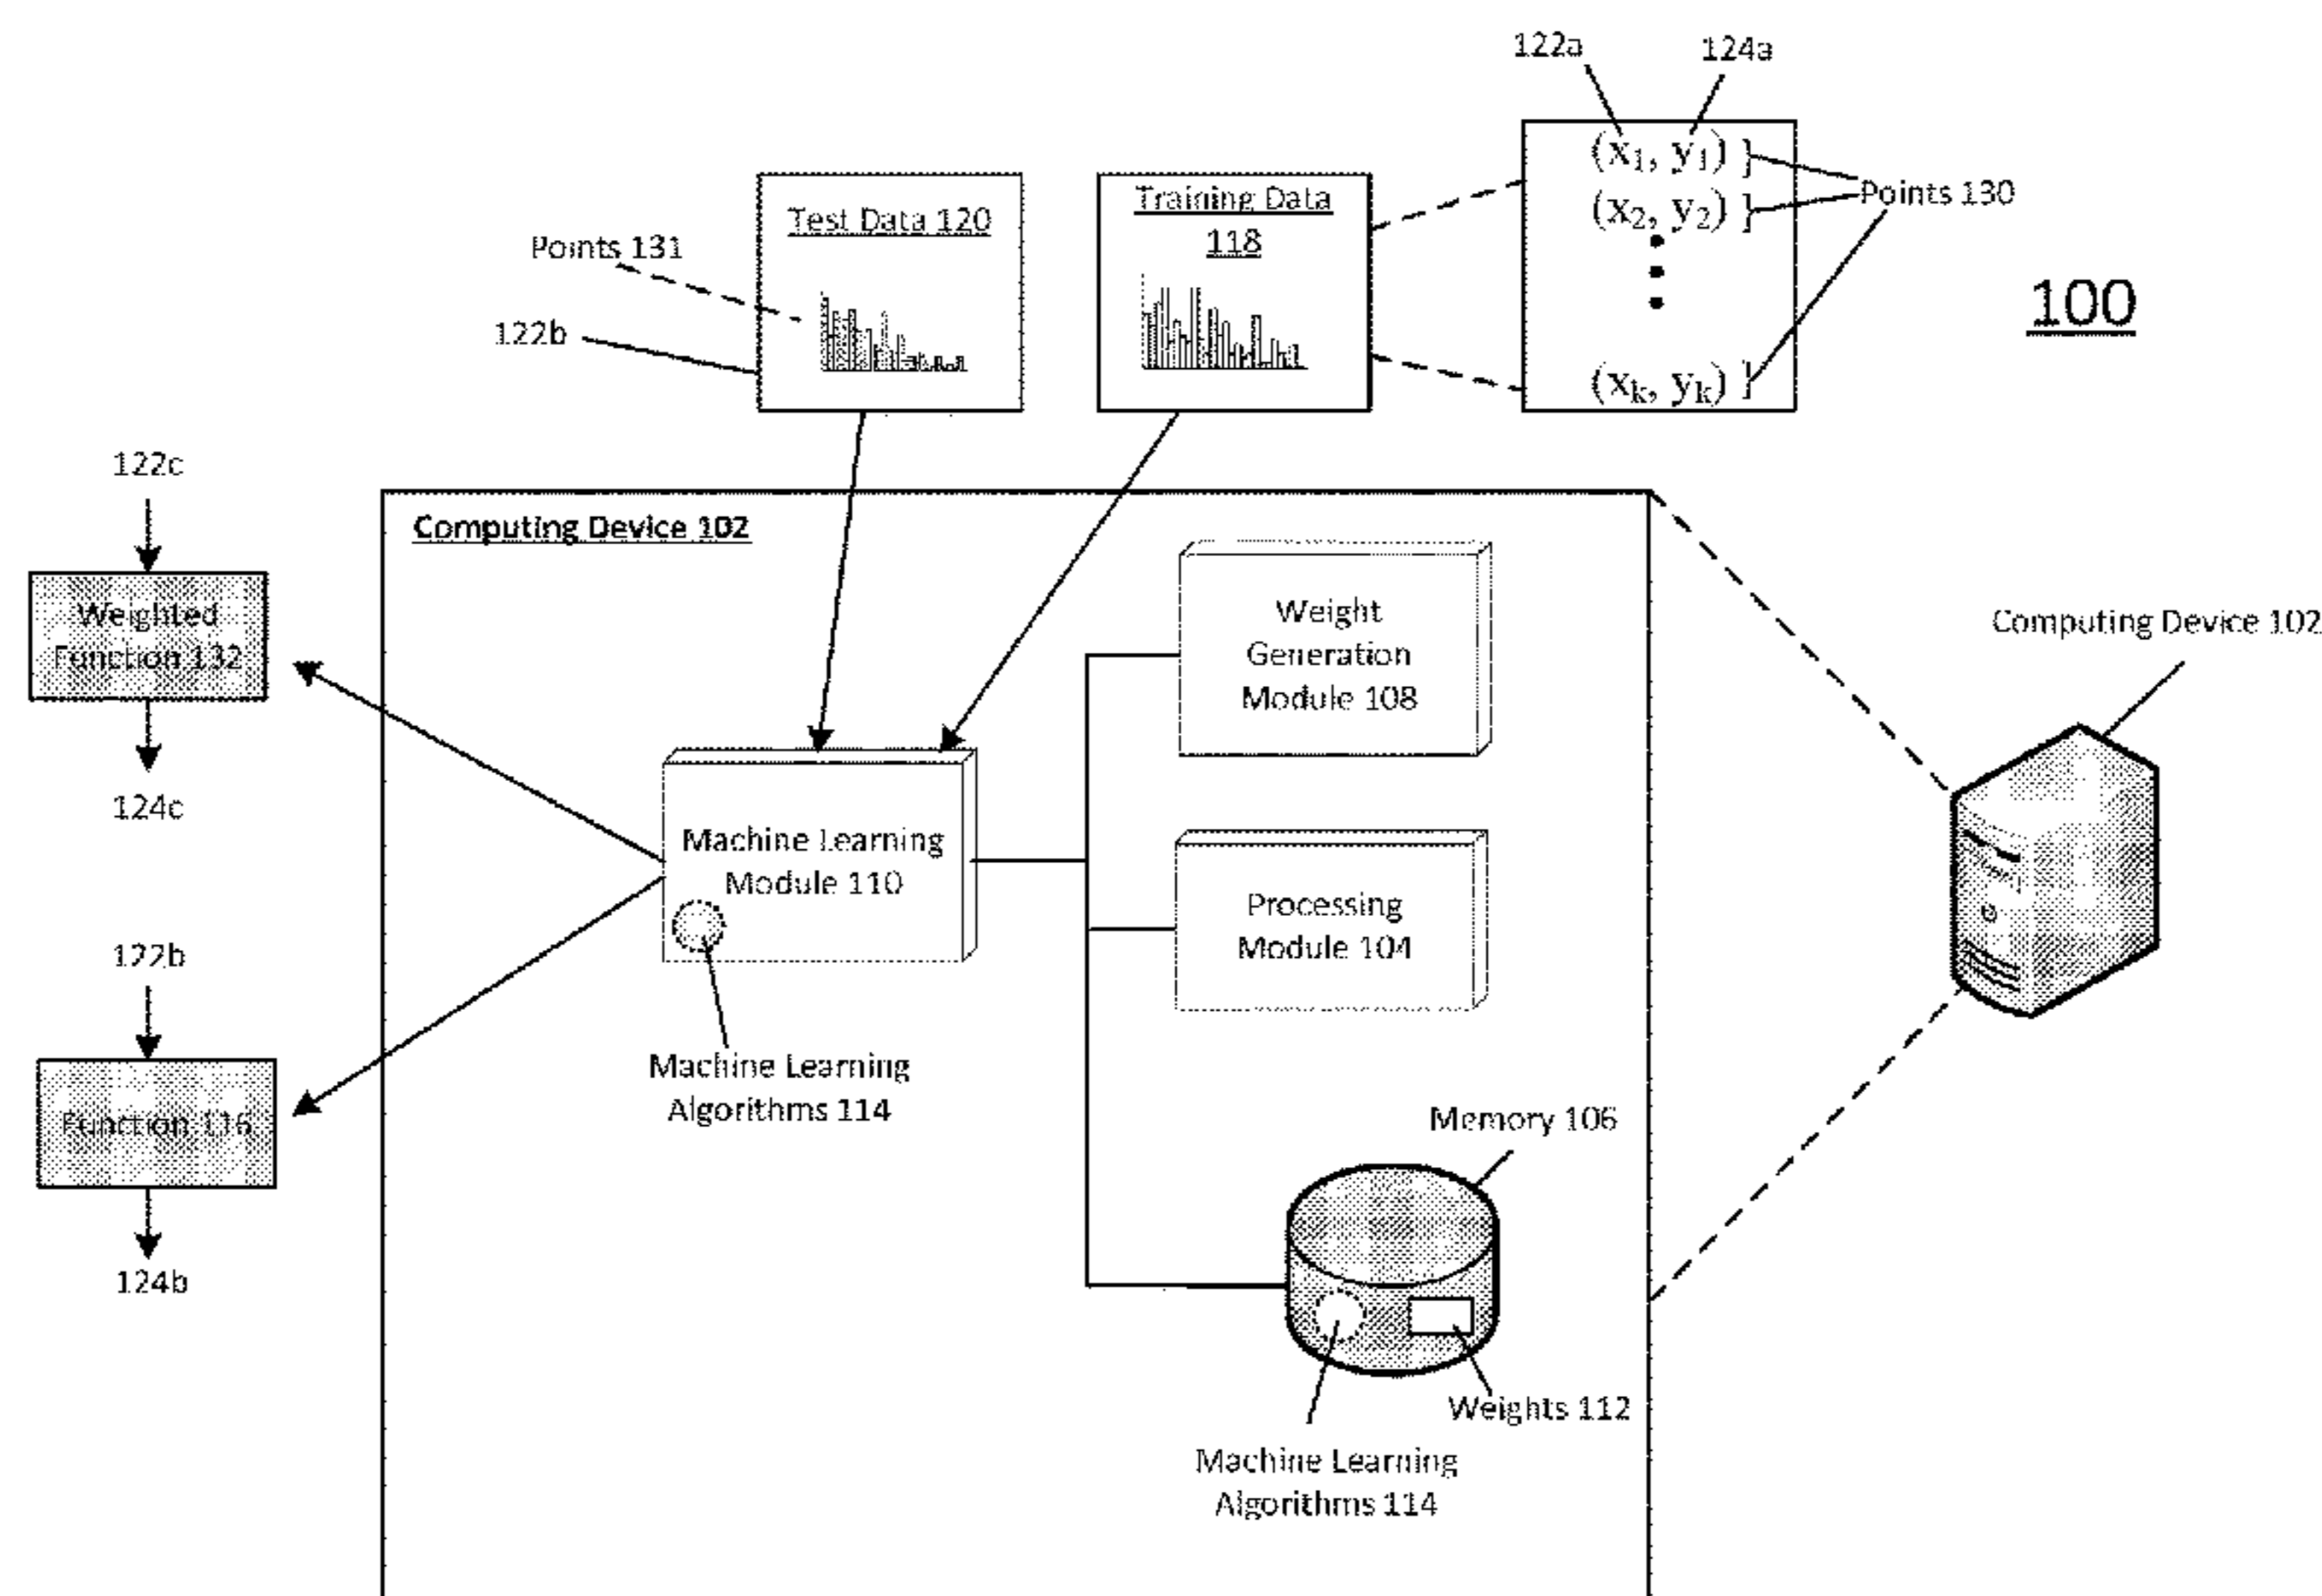 122a
124a
(x1, y1) }
(x2, y2) }
(xk, yk) }
Points 130
Training Data
118
Test Data 120
Points 131
122b
100
122c
Weighted
Function 132
124c
122b
Function 116
124b
Computing Device 102
Weight
Generation
Module 108
Machine Learning
Module 110
Processing
Module 104
Machine Learning
Algorithms 114
Memory 106
Weights 112
Machine Learning
Algorithms 114
Computing Device 102